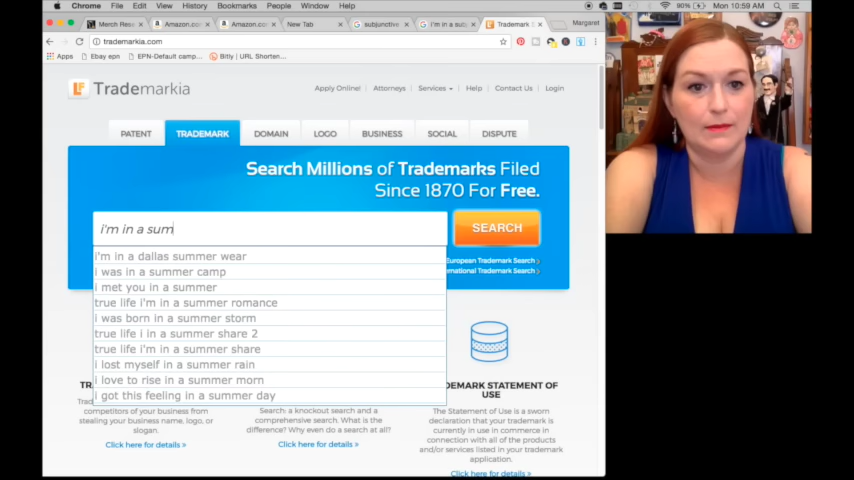 Chrome File Edit View History Bookmarks People Window Help
80% Mon 10:59 AM
Merch Rese
Amazon.co
Amazon.co
New Tab
subjunctive
i'm in a sub
Trademark S
Margaret
trademarkia.com
Apps Ebay epn EPN-Default camp... Bitly | URL Shorten...
Trademarkia
Apply Online! | Attorneys | Services | Help | Contact Us | Login
PATENT TRADEMARK DOMAIN LOGO BUSINESS SOCIAL DISPUTE
Search Millions of Trademarks Filed
Since 1870 For Free.
i'm in a sum
SEARCH
i'm in a dallas summer wear
European Trademark Search
i was in a summer camp
rnational Trademark Search
i met you in a summer
true life i'm in a summer romance
i was born in a summer storm
true life i in a summer share 2
true life i'm in a summer share
i lost myself in a summer rain
i love to rise in a summer morn
i got this feeling in a summer day
competitors of your business from
stealing your business name, logo, or
slogan.
Click here for details »
Search: a knockout search and a
comprehensive search. What is the
difference? Why even do a search at all?
Click here for details »
DEMARK STATEMENT OF
USE
The Statement of Use is a sworn
declaration that your trademark is
currently in use in commerce in
connection with all of the products
and/or services listed in your trademark
application.
Click here for details »